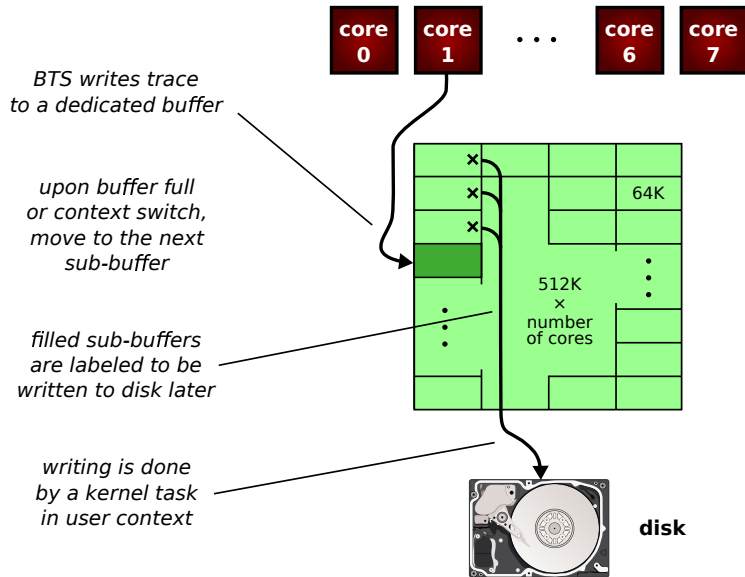 core
0
core
1
. . .
core
6
core
7
BTS writes trace
to a dedicated buffer
upon buffer full
or context switch,
move to the next
sub-buffer
64K
512K
×
number
of cores
filled sub-buffers
are labeled to be
written to disk later
writing is done
by a kernel task
in user context
disk